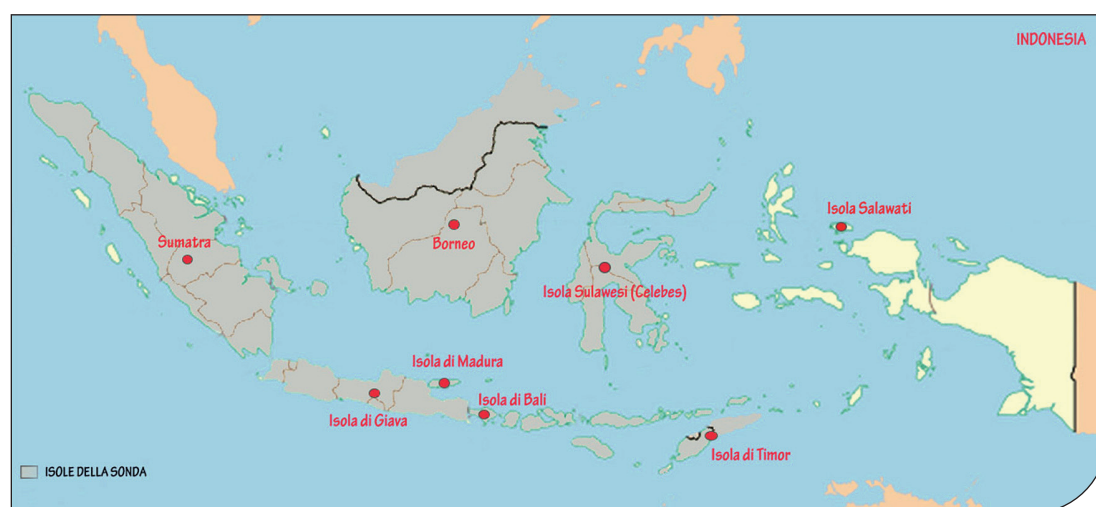 INDONESIA
Isola Salawati
Sumatra
Borneo
Isola Sulawesi (Celebes)
Isola di Madura
Isola di Bali
Isola di Giava
Isola di Timor
ISOLE DELLA SONDA